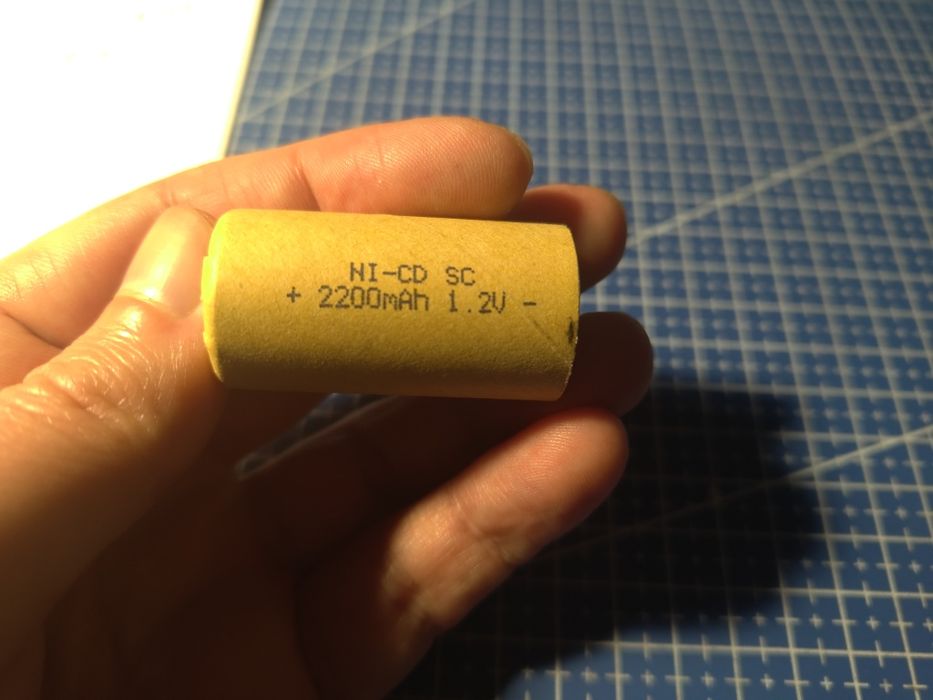 NI-CD SC
+ 2200mAh 1.2V -